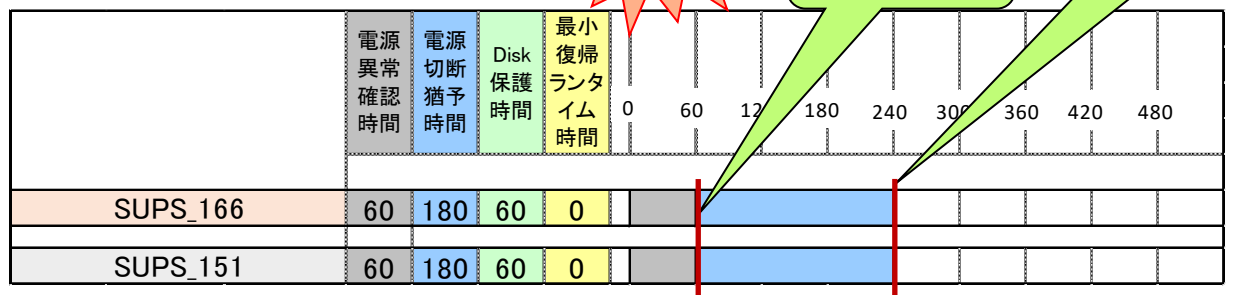 電源
異常
確認
時間
電源
切断
猶予
時間
Disk
保護
時間
最小
復帰
ランタ
イム
時間
0 60 12 180 240 300 360 420 480
SUPS_166 60 180 60 0
SUPS_151 60 180 60 0